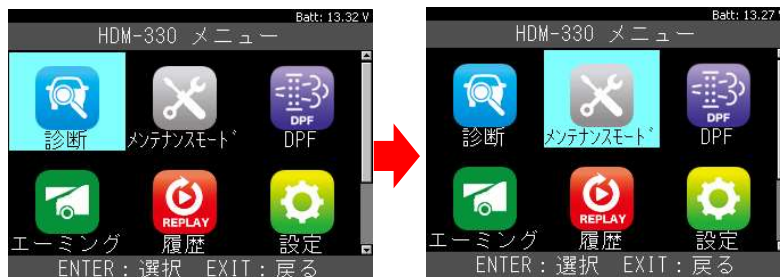 Batt: 13.32 V
HDM-330 メニュー
診断 メンテナンスモード DPF
DPF
エーミング 履歴 設定
REPLAY
ENTER：選択 EXIT：戻る
Batt: 13.27
HDM-330 メニュー
診断 メンテナンスモード DPF
DPF
エーミング 履歴 設定
REPLAY
ENTER：選択 EXIT：戻る